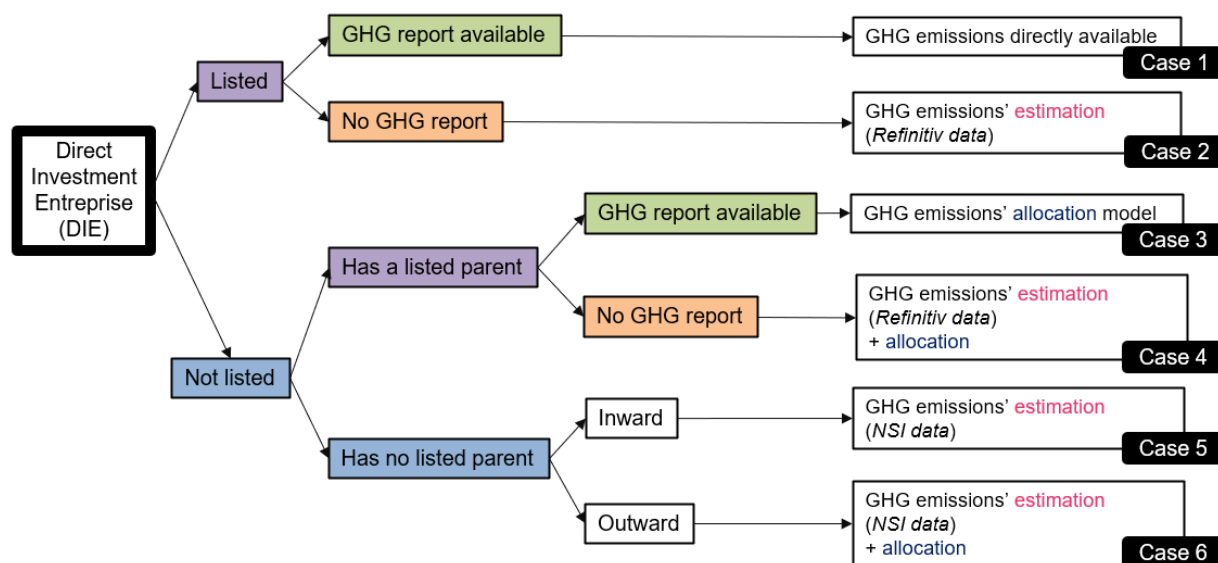 Direct
Investment
Entreprise
(DIE)
Listed
GHG report available
GHG emissions directly available
Case 1
No GHG report
GHG emissions’ estimation
(Refinitiv data)
Case 2
Not listed
Has a listed parent
GHG report available
GHG emissions’ allocation model
Case 3
No GHG report
GHG emissions’ estimation
(Refinitiv data)
+ allocation
Case 4
Has no listed parent
Inward
GHG emissions’ estimation
(NSI data)
Case 5
Outward
GHG emissions’ estimation
(NSI data)
+ allocation
Case 6